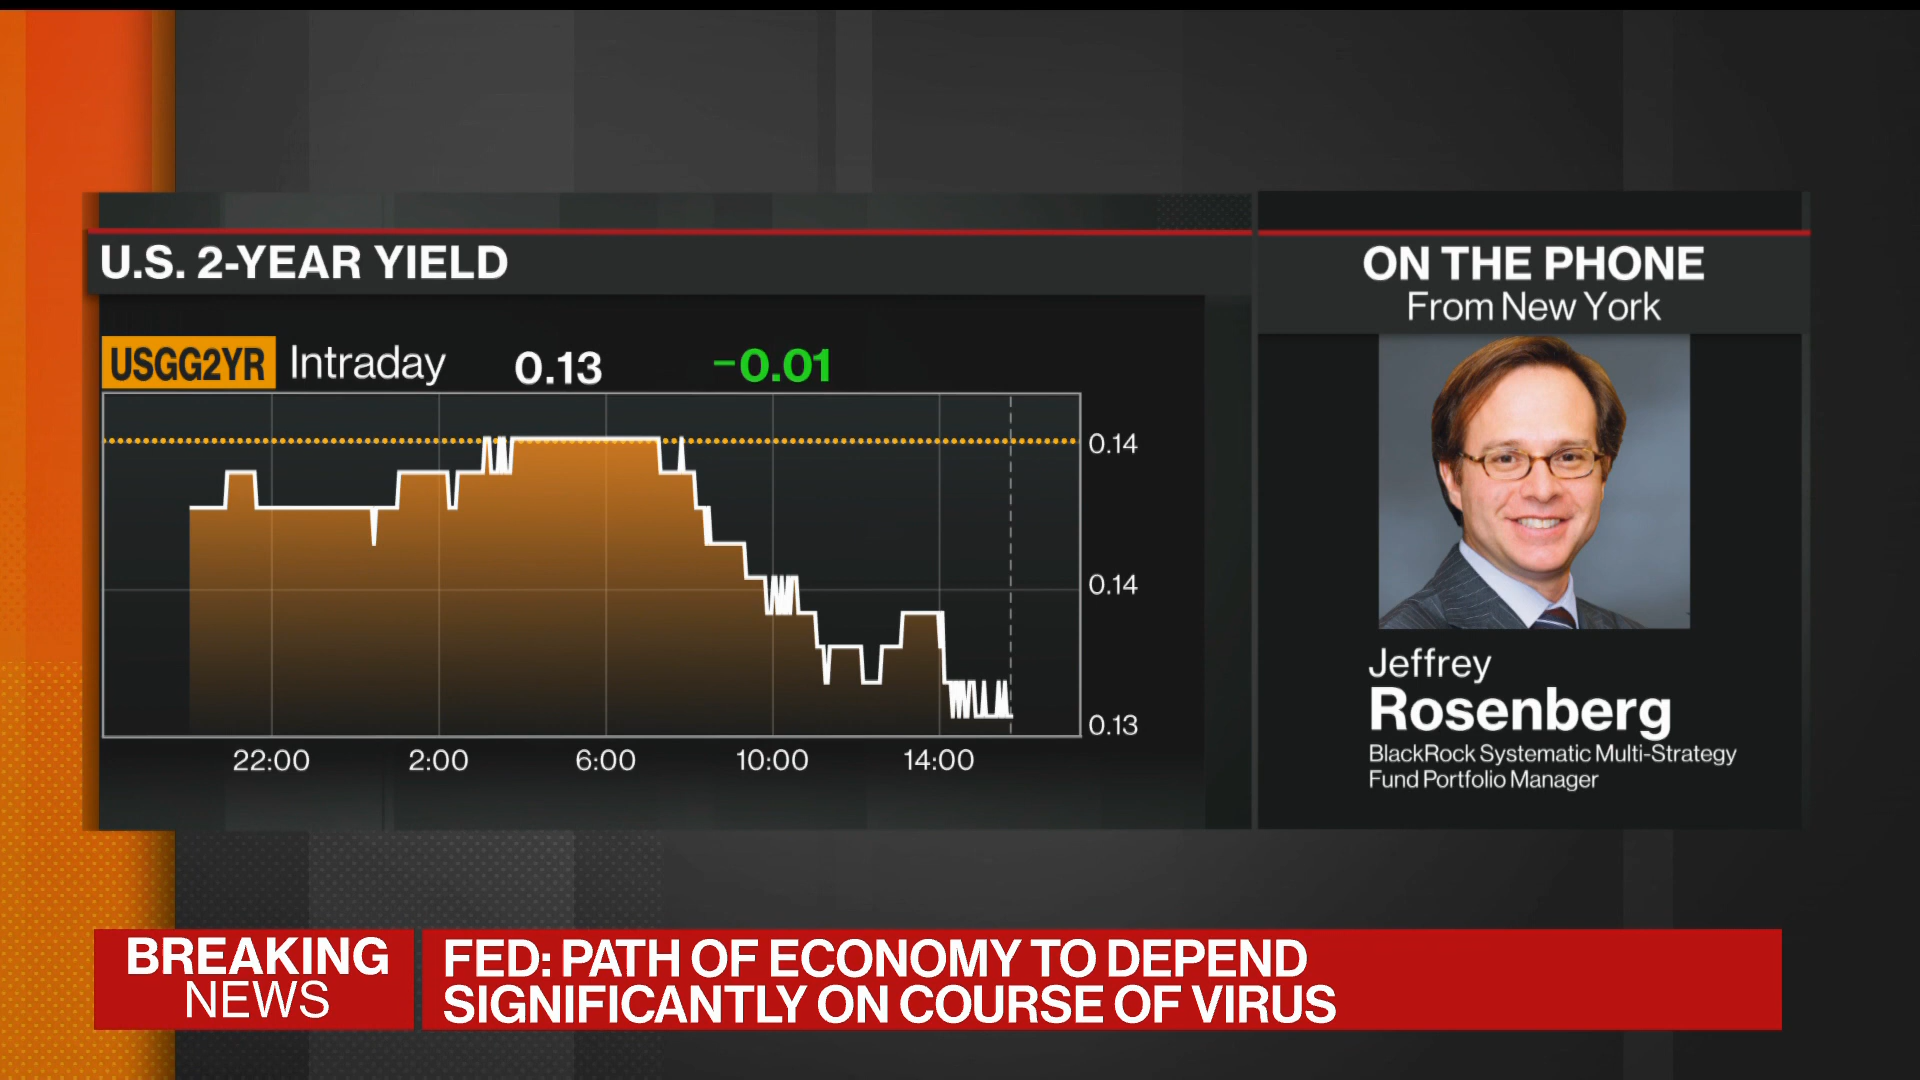 U.S. 2-YEAR YIELD
USGG2YR Intraday 0.13 -0.01
0.14
0.14
0.13
22:00 2:00 6:00 10:00 14:00
ON THE PHONE
From New York
Jeffrey
Rosenberg
BlackRock Systematic Multi-Strategy
Fund Portfolio Manager
BREAKING
NEWS
FED: PATH OF ECONOMY TO DEPEND
SIGNIFICANTLY ON COURSE OF VIRUS